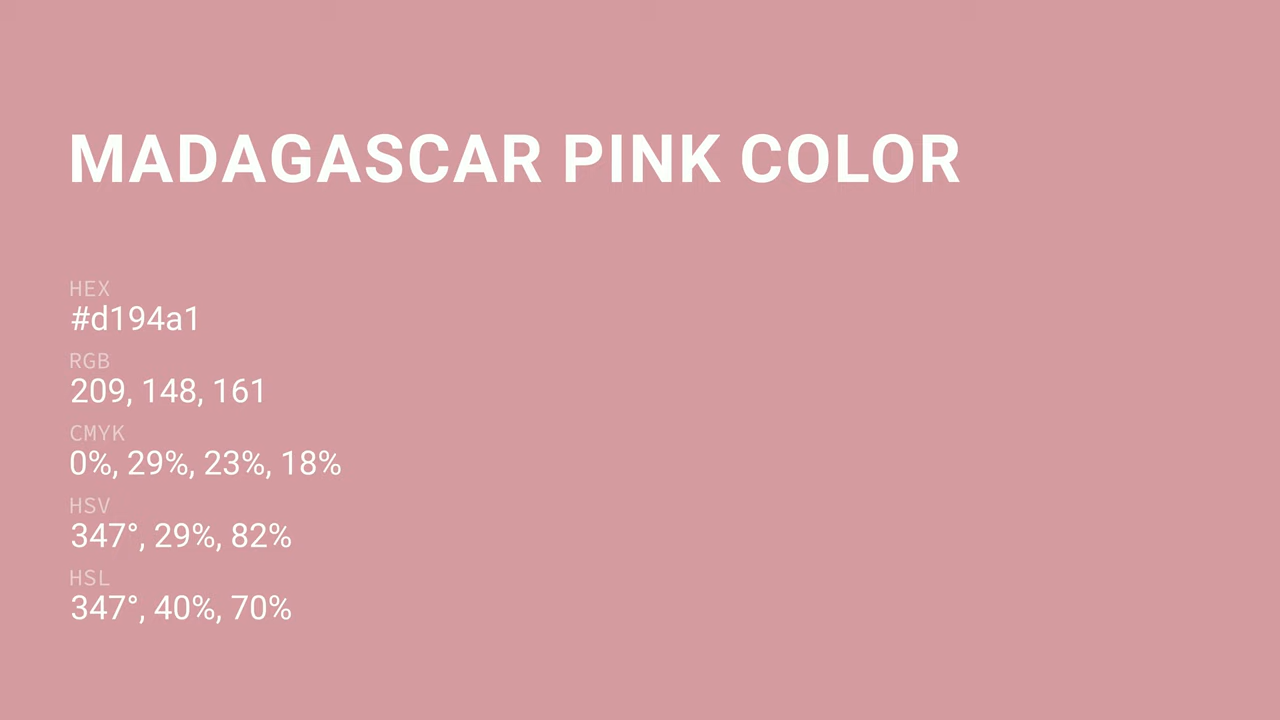 MADAGASCAR PINK COLOR
HEX
#d194a1
RGB
209, 148, 161
CMYK
0%, 29%, 23%, 18%
HSV
347°, 29%, 82%
HSL
347°, 40%, 70%